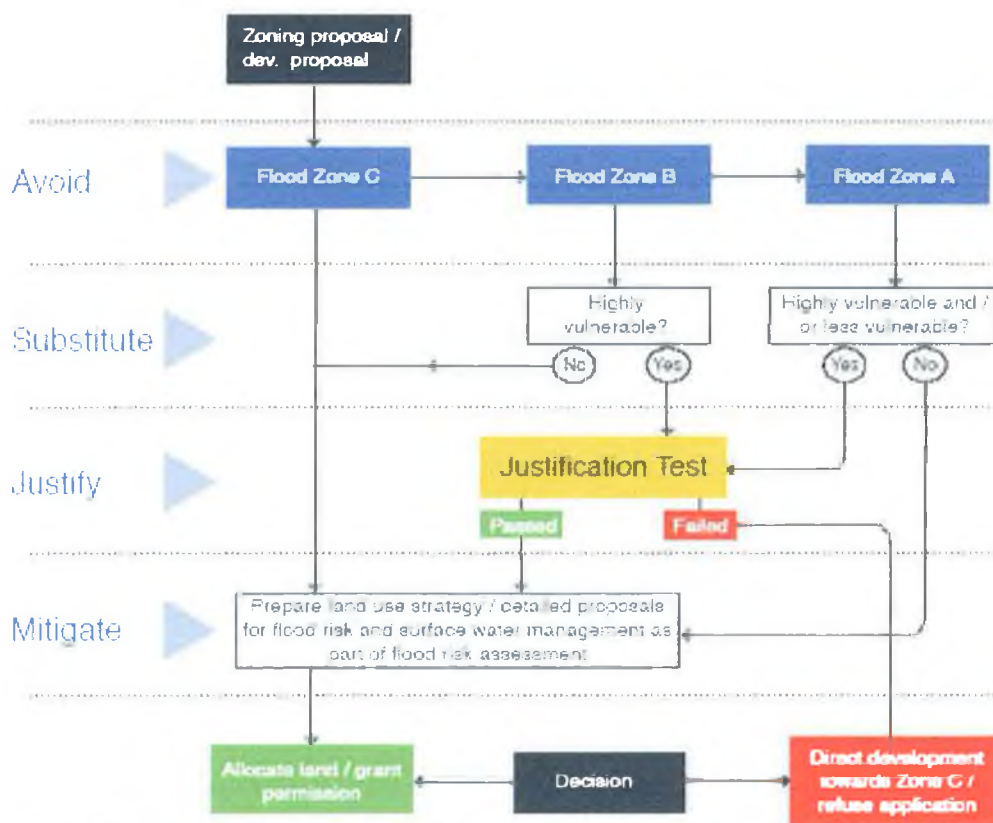 Zoning proposal /
dev. proposal
Avoid
Flood Zone C
Flood Zone B
Flood Zone A
Substitute
Highly
vulnerable?
Highly vulnerable and /
or less vulnerable?
No
Yes
Yes
No
Justify
Justification Test
Passed
Failed
Mitigate
Prepare land use strategy / detailed proposals
for flood risk and surface water management as
part of flood risk assessment
Allocate land / grant
permission
Decision
Direct development
towards Zone C /
refuse application